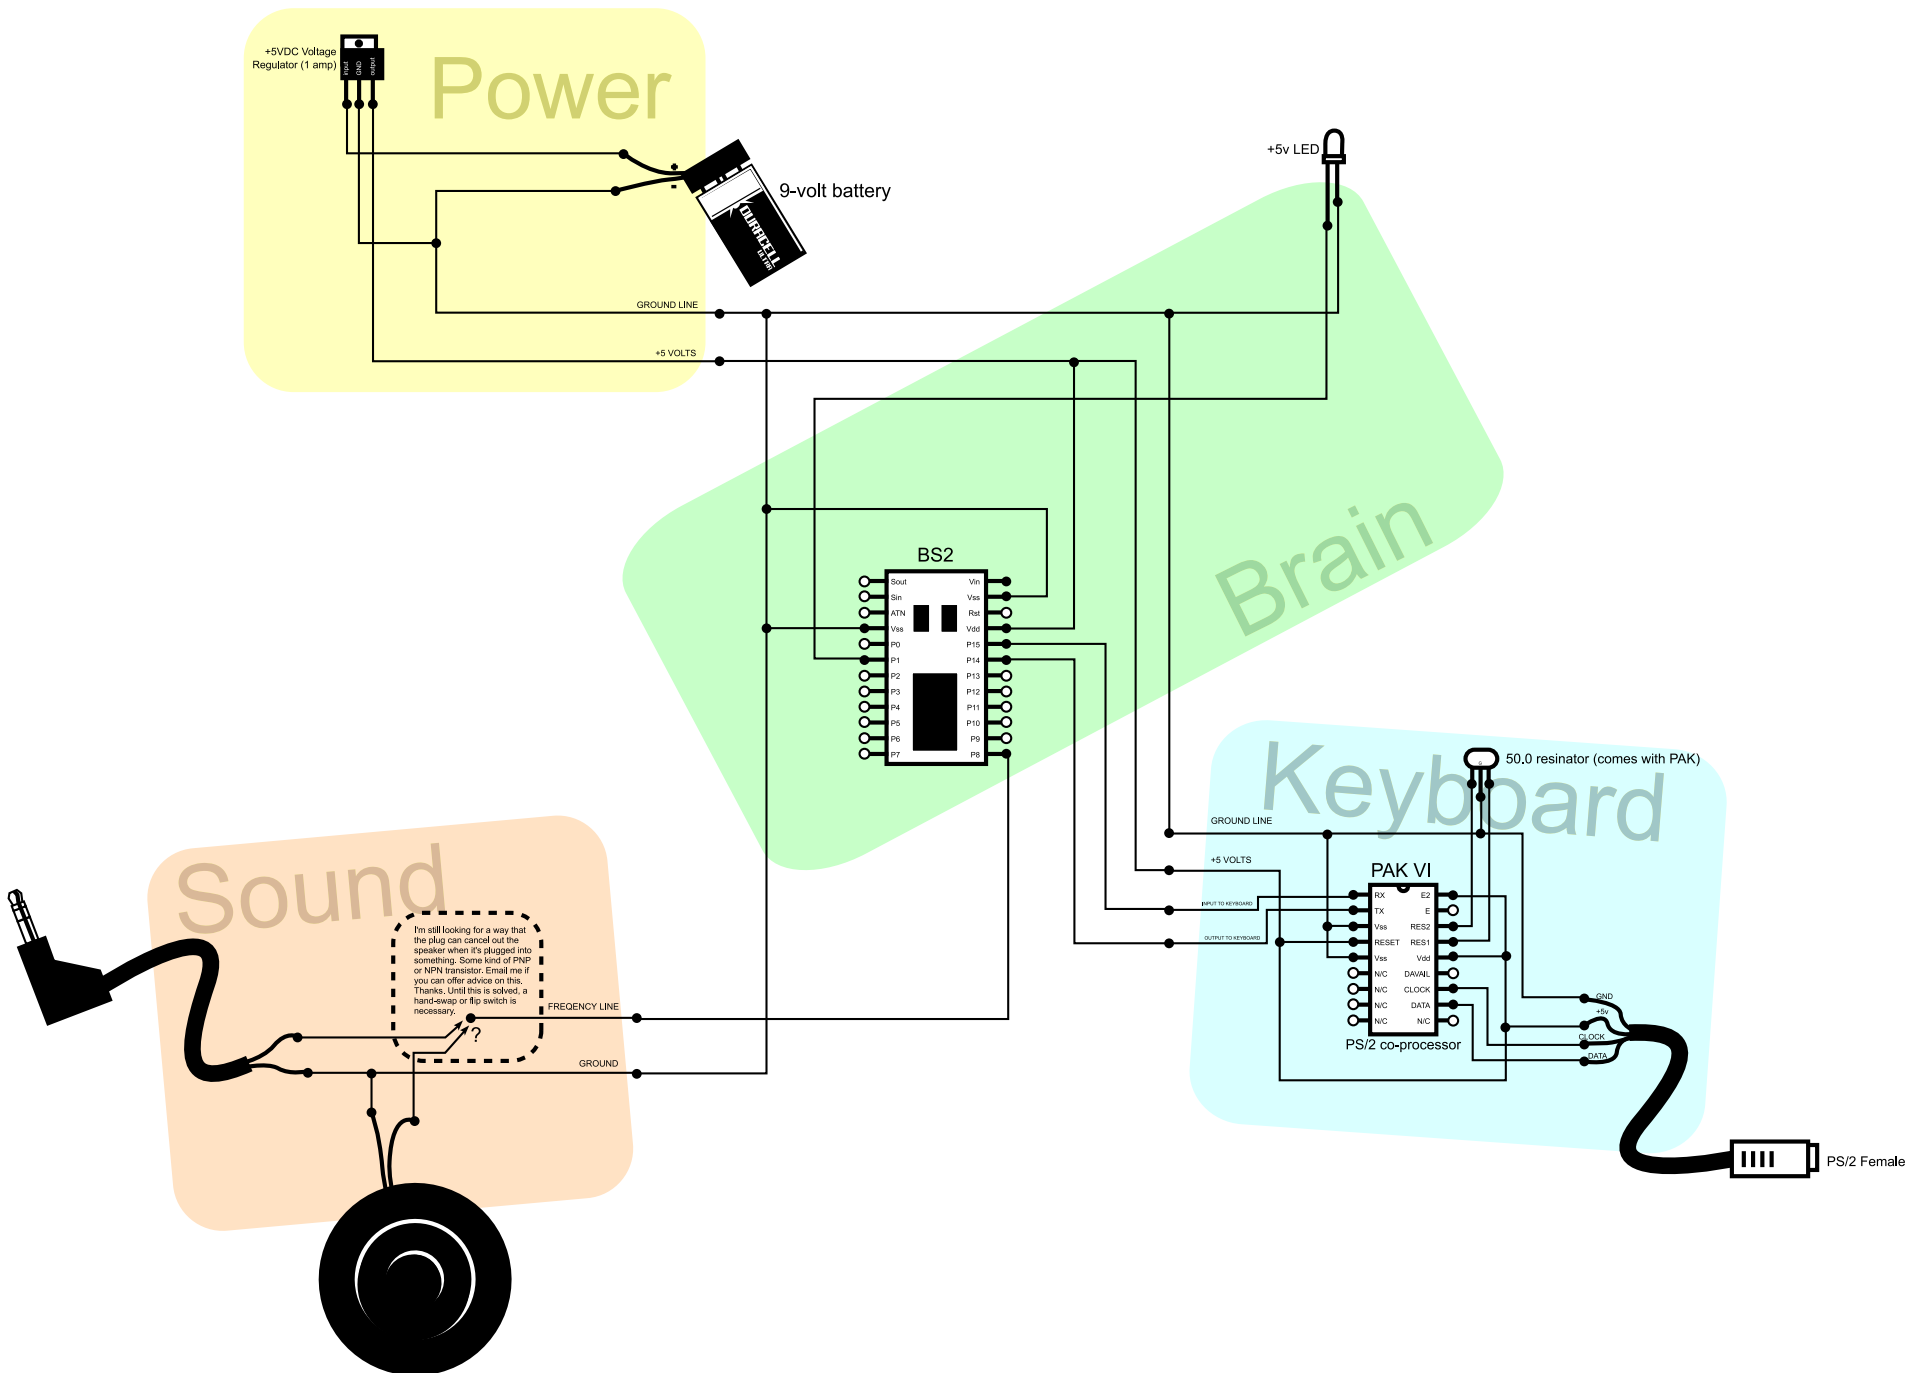 Power
+5VDC Voltage
Regulator (1 amp)
input
GND
output
+
-
9-volt battery
DURACELL
ULTRA
GROUND LINE
+5 VOLTS
+5v LED
Brain
BS2
Sout
Sin
ATN
Vss
P0
P1
P2
P3
P4
P5
P6
P7
Vin
Vss
Rst
Vdd
P15
P14
P13
P12
P11
P10
P9
P8
Keyboard
50.0 resinator (comes with PAK)
GROUND LINE
+5 VOLTS
INPUT TO KEYBOARD
OUTPUT TO KEYBOARD
PAK VI
RX
TX
Vss
RESET
Vss
N/C
N/C
N/C
N/C
E2
E
RES2
RES1
Vdd
DAVAIL
CLOCK
DATA
N/C
PS/2 co-processor
GND
+5v
CLOCK
DATA
PS/2 Female
Sound
I'm still looking for a way that
the plug can cancel out the
speaker when it's plugged into
something. Some kind of PNP
or NPN transistor. Email me if
you can offer advice on this.
Thanks. Until this is solved, a
hand-swap or flip switch is
necessary.
?
FREQENCY LINE
GROUND